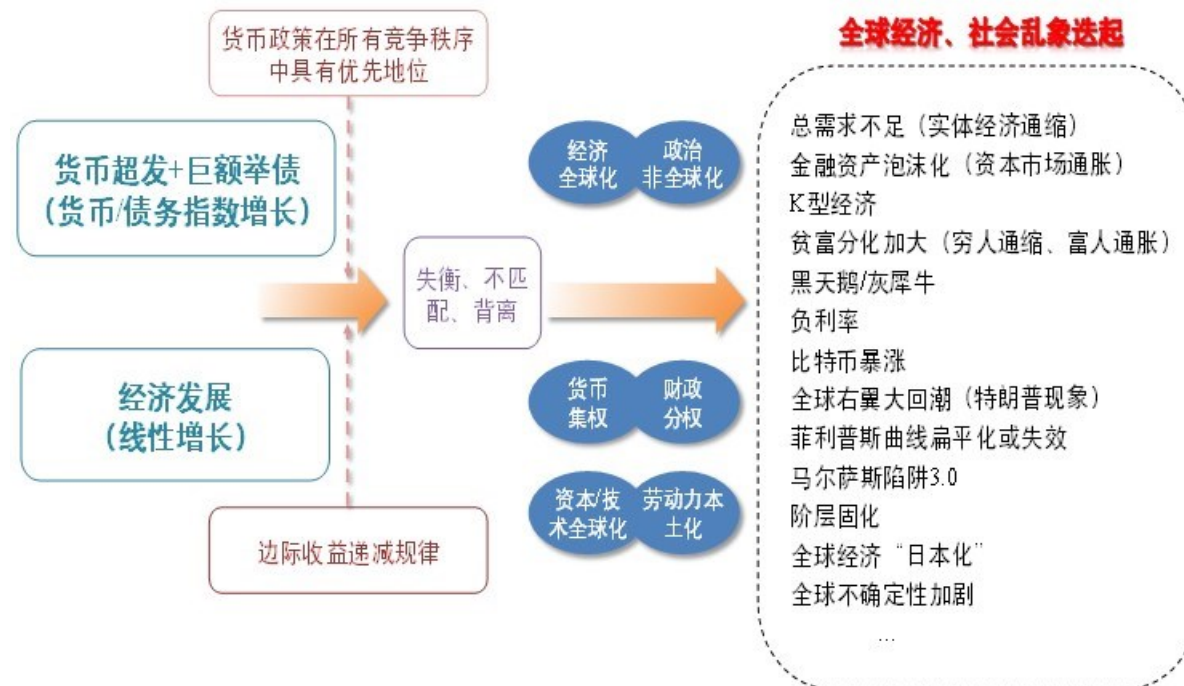 货币政策在所有竞争秩序
中具有优先地位
货币超发+巨额举债
(货币/债务指数增长)
经济发展
(线性增长)
边际收益递减规律
失衡、不匹
配、背离
经济
全球化
政治
非全球化
货币
集权
财政
分权
资本/技
术全球化
劳动力本
土化
全球经济、社会乱象迭起
总需求不足（实体经济通缩）
金融资产泡沫化（资本市场通胀）
K型经济
贫富分化加大（穷人通缩、富人通胀）
黑天鹅/灰犀牛
负利率
比特币暴涨
全球右翼大回潮（特朗普现象）
菲利普斯曲线扁平化或失效
马尔萨斯陷阱3.0
阶层固化
全球经济“日本化”
全球不确定性加剧
...